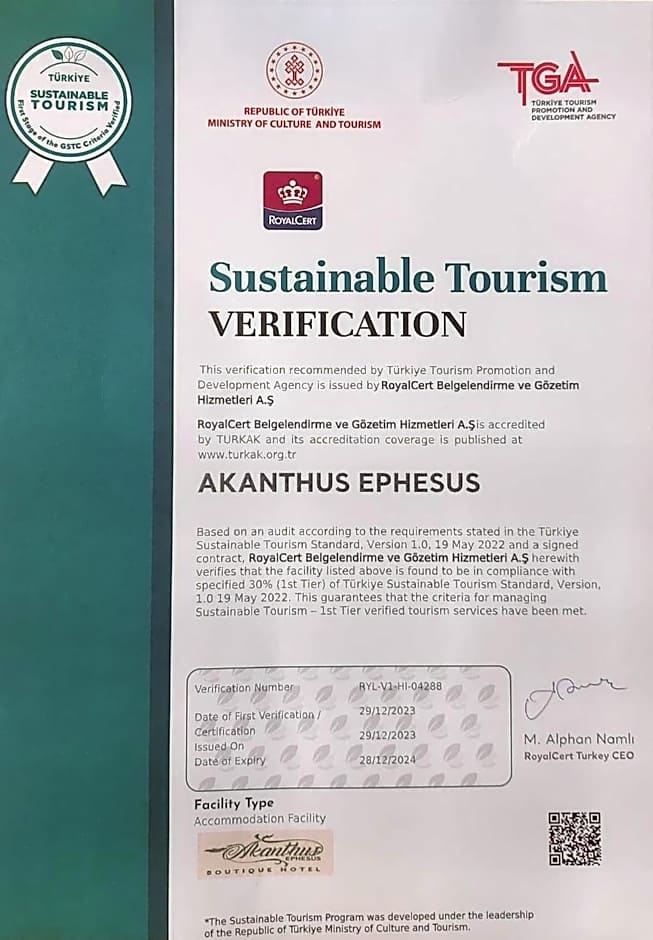 TÜRKİYE
SUSTAINABLE
TOURISM
First Stage of the GSTC Criteria Verified
REPUBLIC OF TÜRKİYE
MINISTRY OF CULTURE AND TOURISM
TGA
TÜRKİYE TOURISM
PROMOTION AND
DEVELOPMENT AGENCY
ROYALCERT
Sustainable Tourism
VERIFICATION
This verification recommended by Türkiye Tourism Promotion and
Development Agency is issued by RoyalCert Belgelendirme ve Gözetim
Hizmetleri A.Ş
RoyalCert Belgelendirme ve Gözetim Hizmetleri A.Ş is accredited
by TURKAK and its accreditation coverage is published at
www.turkak.org.tr
AKANTHUS EPHESUS
Based on an audit according to the requirements stated in the Türkiye
Sustainable Tourism Standard, Version 1.0, 19 May 2022 and a signed
contract, RoyalCert Belgelendirme ve Gözetim Hizmetleri A.Ş herewith
verifies that the facility listed above is found to be in compliance with
specified 30% (1st Tier) of Türkiye Sustainable Tourism Standard, Version,
1.0 19 May 2022. This guarantees that the criteria for managing
Sustainable Tourism – 1st Tier verified tourism services have been met.
Verification Number RYL-V1-HI-04288
Date of First Verification / 29/12/2023
Certification
Issued On 29/12/2023
Date of Expiry 28/12/2024
M. Alphan Namlı
RoyalCert Turkey CEO
Facility Type
Accommodation Facility
Akanthus
EPHESUS
BOUTIQUE HOTEL
*The Sustainable Tourism Program was developed under the leadership
of the Republic of Türkiye Ministry of Culture and Tourism.